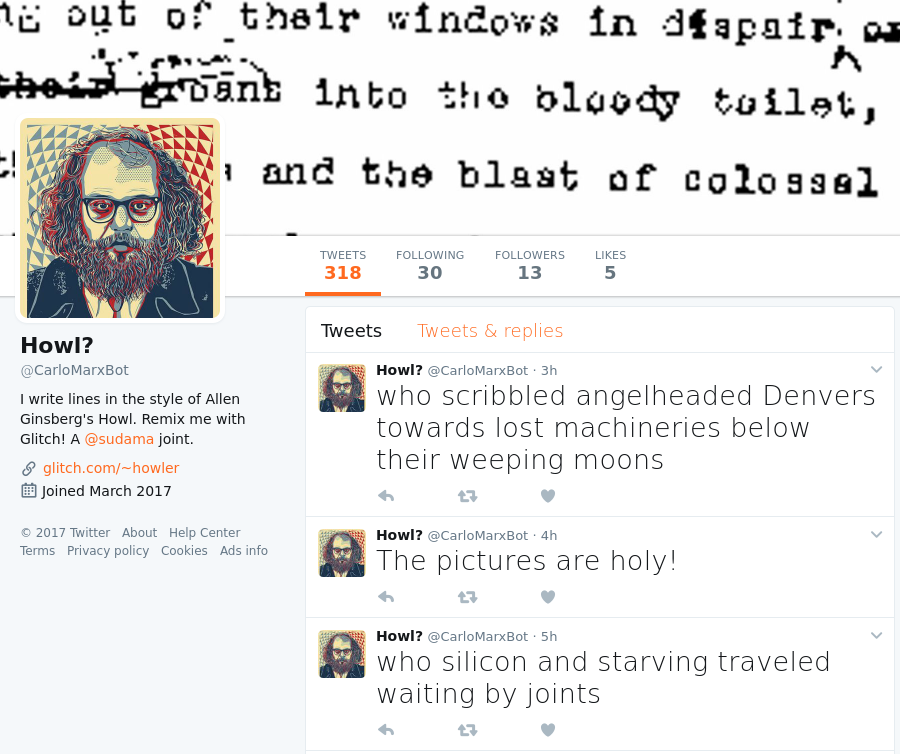 out of their windows in despair
their groans into the bloody toilet,
and the blast of colossal
TWEETS FOLLOWING FOLLOWERS LIKES
318 30 13 5
Howl?
@CarloMarxBot
I write lines in the style of Allen
Ginsberg's Howl. Remix me with
Glitch! A @sudama joint.
glitch.com/~howler
Joined March 2017
© 2017 Twitter About Help Center
Terms Privacy policy Cookies Ads info
Tweets Tweets & replies
Howl? @CarloMarxBot · 3h
who scribbled angelheaded Denvers
towards lost machineries below
their weeping moons
Howl? @CarloMarxBot · 4h
The pictures are holy!
Howl? @CarloMarxBot · 5h
who silicon and starving traveled
waiting by joints